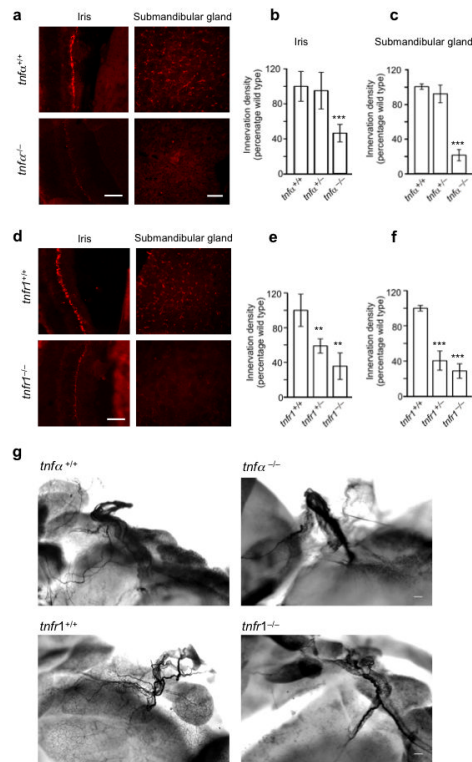 a
Iris Submandibular gland
tnfα+/+
tnfα−/−
b
Iris
Innervation density
(percenatge wild type)
120
80
40
0
***
tnfα+/+ tnfα+/− tnfα−/−
c
Submandibular gland
Innervation density
(percentage wild type)
120
80
40
0
***
tnfα+/+ tnfα+/− tnfα−/−
d
Iris Submandibular gland
tnfr1+/+
tnfr1−/−
e
Innervation density
(percentage wild type)
120
80
40
0
** **
tnfr1+/+ tnfr1+/− tnfr1−/−
f
Innervation density
(percentage wild type)
120
80
40
0
*** ***
tnfr1+/+ tnfr1+/− tnfr1−/−
g
tnfα +/+ tnfα −/−
tnfr1+/+ tnfr1−/−